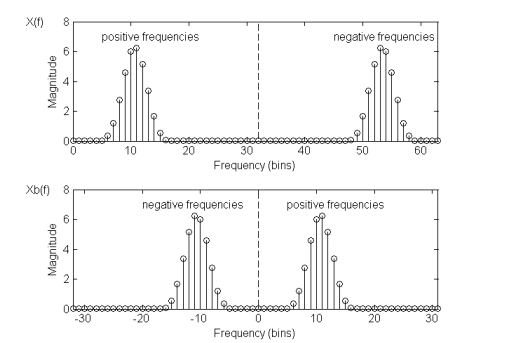 X(f)
8
positive frequencies
negative frequencies
6
Magnitude
4
2
0
0 10 20 30 40 50 60
Frequency (bins)
Xb(f)
8
negative frequencies
positive frequencies
6
Magnitude
4
2
0
-30 -20 -10 0 10 20 30
Frequency (bins)